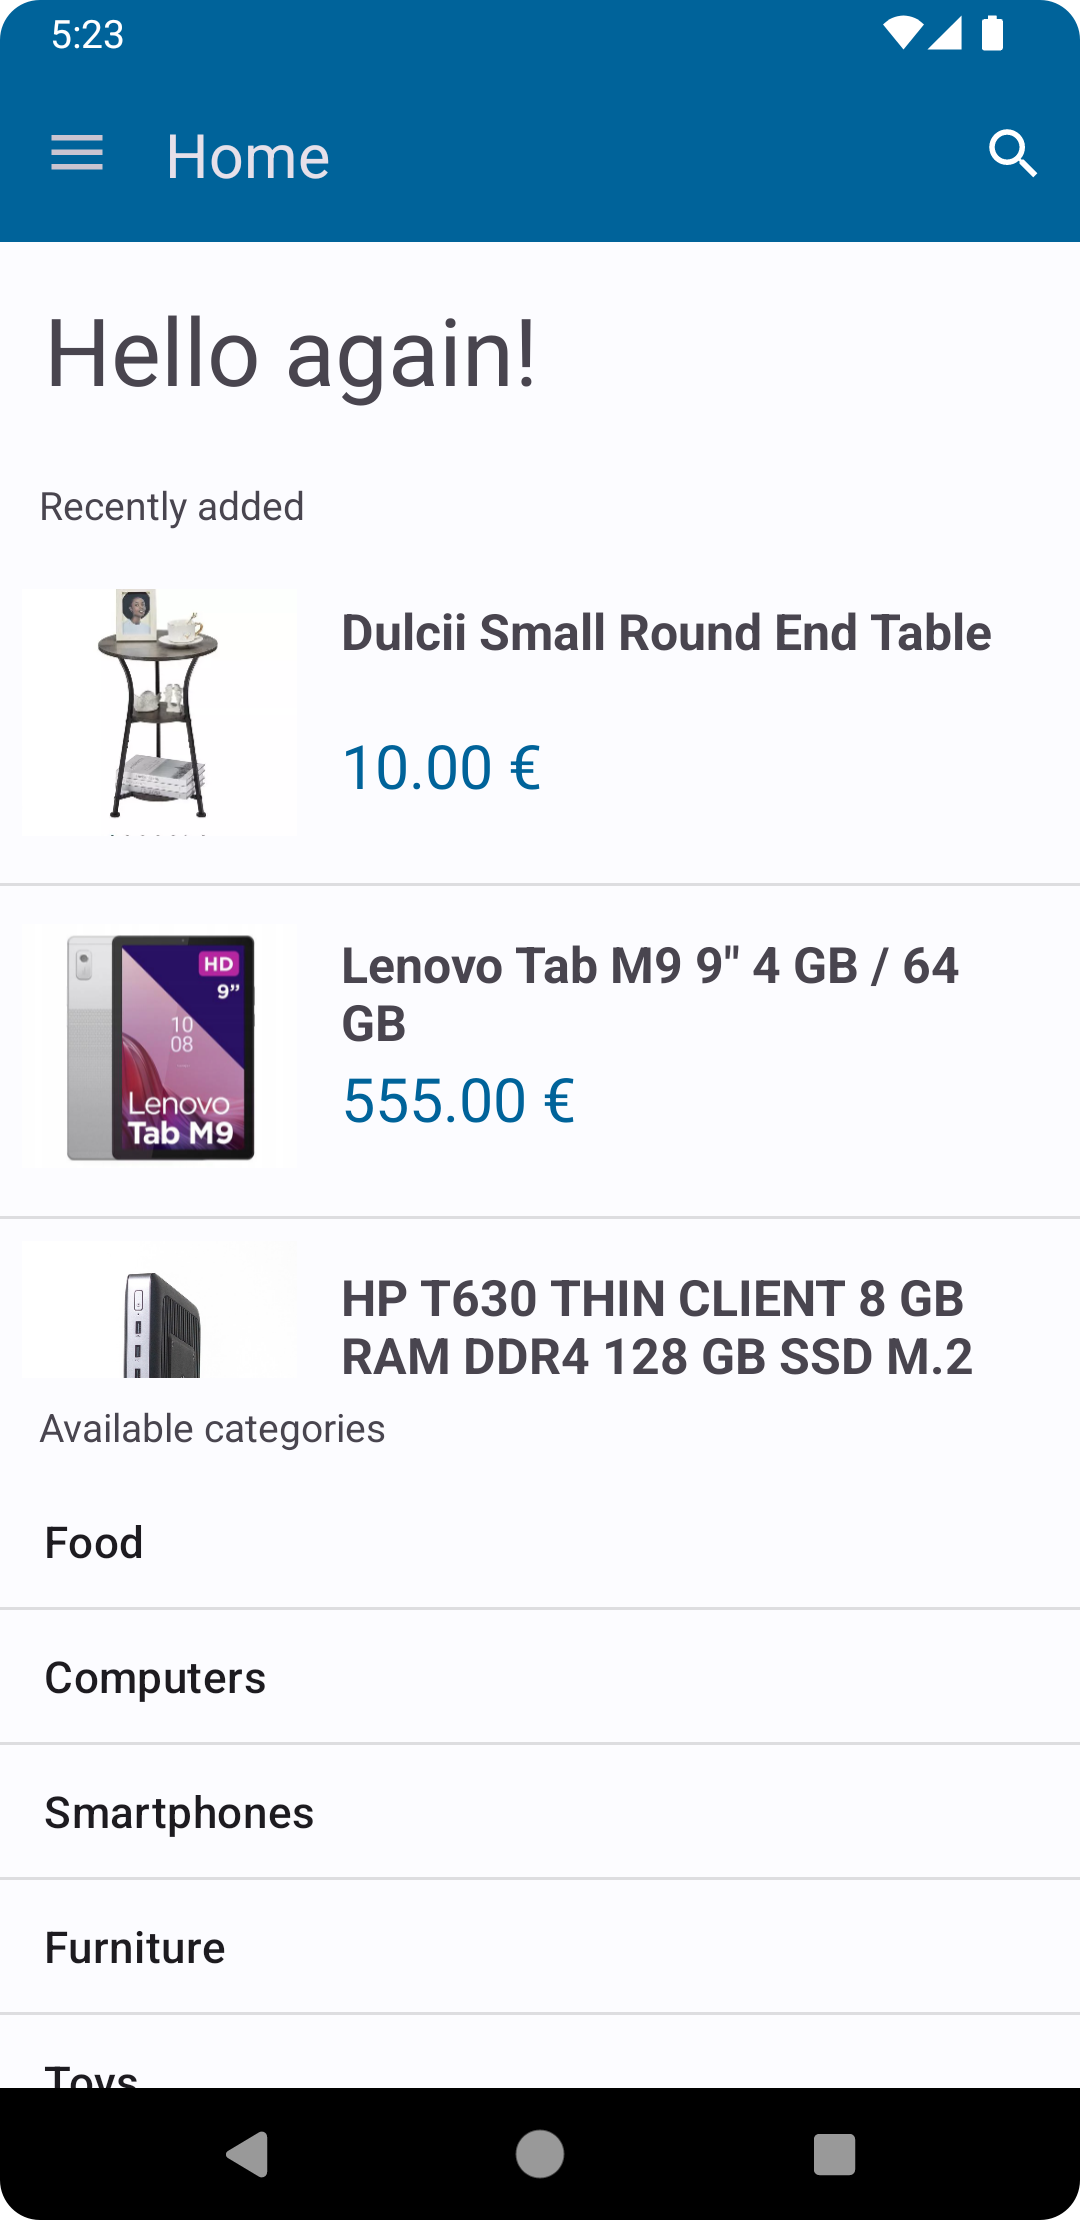 5:23
Home
Hello again!
Recently added
Dulcii Small Round End Table
10.00 €
HD
9”
10
08
Lenovo
Tab M9
Lenovo Tab M9 9" 4 GB / 64
GB
555.00 €
HP T630 THIN CLIENT 8 GB
RAM DDR4 128 GB SSD M.2
Available categories
Food
Computers
Smartphones
Furniture
Toys